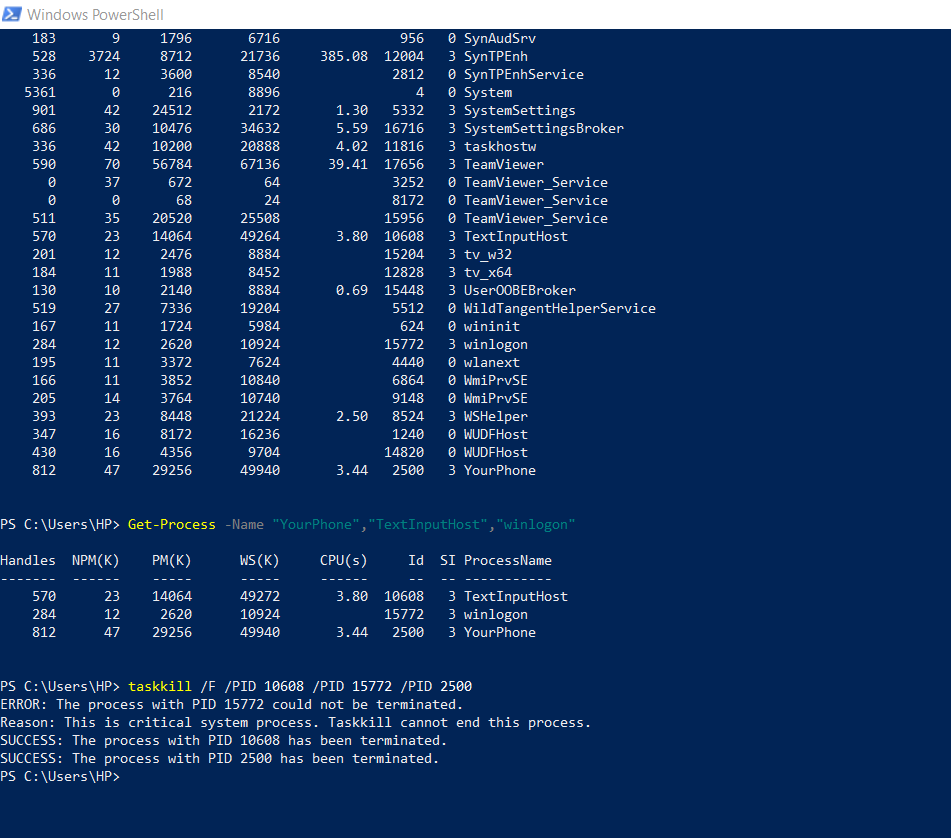 Windows PowerShell
183 9 1796 6716 956 0 SynAudSrv
528 3724 8712 21736 385.08 12004 3 SynTPEnh
336 12 3600 8540 2812 0 SynTPEnhService
5361 0 216 8896 4 0 System
901 42 24512 2172 1.30 5332 3 SystemSettings
686 30 10476 34632 5.59 16716 3 SystemSettingsBroker
336 42 10200 20888 4.02 11816 3 taskhostw
590 70 56784 67136 39.41 17656 3 TeamViewer
0 37 672 64 3252 0 TeamViewer_Service
0 0 68 24 8172 0 TeamViewer_Service
511 35 20520 25508 15956 0 TeamViewer_Service
570 23 14064 49264 3.80 10608 3 TextInputHost
201 12 2476 8884 15204 3 tv_w32
184 11 1988 8452 12828 3 tv_x64
130 10 2140 8884 0.69 15448 3 UserOOBEBroker
519 27 7336 19204 5512 0 WildTangentHelperService
167 11 1724 5984 624 0 wininit
284 12 2620 10924 15772 3 winlogon
195 11 3372 7624 4440 0 wlanext
166 11 3852 10840 6864 0 WmiPrvSE
205 14 3764 10740 9148 0 WmiPrvSE
393 23 8448 21224 2.50 8524 3 WSHelper
347 16 8172 16236 1240 0 WUDFHost
430 16 4356 9704 14820 0 WUDFHost
812 47 29256 49940 3.44 2500 3 YourPhone
PS C:\Users\HP> Get-Process -Name "YourPhone","TextInputHost","winlogon"
Handles NPM(K) PM(K) WS(K) CPU(s) Id SI ProcessName
------- ------ ----- ----- ------ -- -- -----------
570 23 14064 49272 3.80 10608 3 TextInputHost
284 12 2620 10924 15772 3 winlogon
812 47 29256 49940 3.44 2500 3 YourPhone
PS C:\Users\HP> taskkill /F /PID 10608 /PID 15772 /PID 2500
ERROR: The process with PID 15772 could not be terminated.
Reason: This is critical system process. Taskkill cannot end this process.
SUCCESS: The process with PID 10608 has been terminated.
SUCCESS: The process with PID 2500 has been terminated.
PS C:\Users\HP>